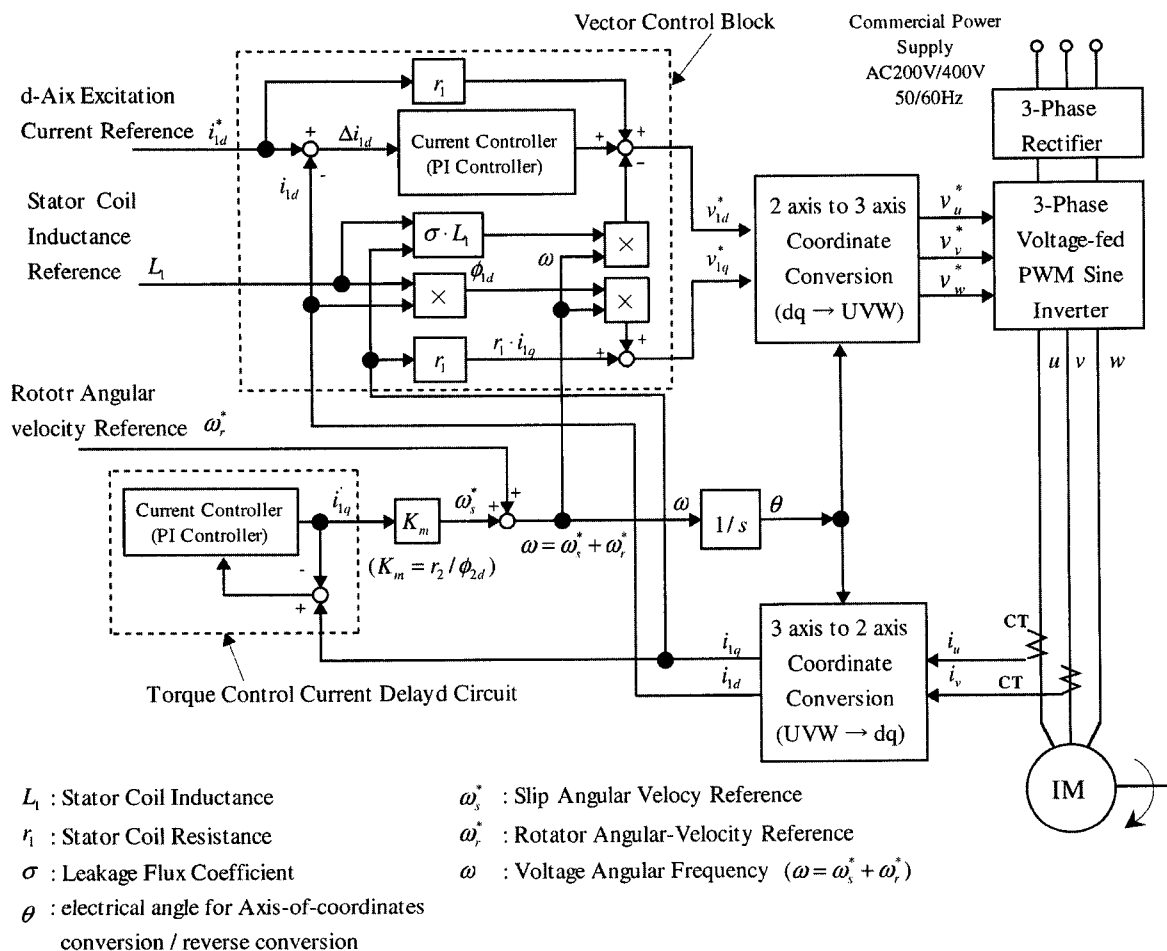 Vector Control Block
Commercial Power
Supply
AC200V/400V
50/60Hz
3-Phase
Rectifier
d-Aix Excitation
Current Reference i*1d
r1
+
Δi1d
Current Controller
(PI Controller)
+
+
-
-
i1d
Stator Coil
Inductance
Reference
L1
σ · L1
×
ω
ϕ1d
×
×
r1
r1 · i1q
+
+
v*1d
v*1q
2 axis to 3 axis
Coordinate
Conversion
(dq → UVW)
v*u
v*v
v*w
3-Phase
Voltage-fed
PWM Sine
Inverter
u v w
Rototr Angular
velocity Reference ω*r
Current Controller
(PI Controller)
i'1q
Km
ω*s
+
+
(Km = r2 / ϕ2d)
ω = ω*s + ω*r
ω
1/s
θ
-
+
Torque Control Current Delayd Circuit
i1q
i1d
3 axis to 2 axis
Coordinate
Conversion
(UVW → dq)
iu
iv
CT
CT
IM
L1 : Stator Coil Inductance
r1 : Stator Coil Resistance
σ : Leakage Flux Coefficient
θ : electrical angle for Axis-of-coordinates
conversion / reverse conversion
ω*s : Slip Angular Velocy Reference
ω*r : Rotator Angular-Velocity Reference
ω : Voltage Angular Frequency (ω = ω*s + ω*r)